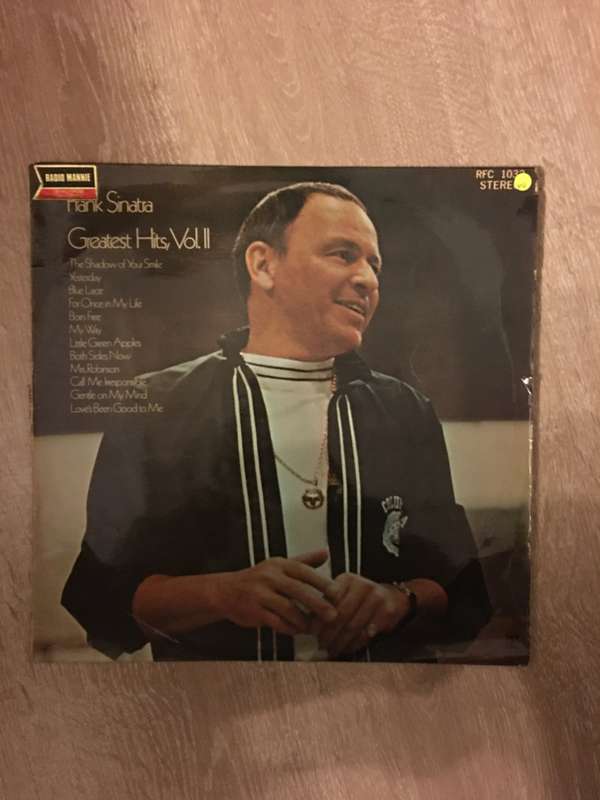 RADIO MANNIE
RFC 103
STEREO
Frank Sinatra
Greatest Hits, Vol. II
The Shadow of Your Smile
Yesterday
Blue Lace
For Once in My Life
Born Free
My Way
Little Green Apples
Both Sides Now
Mrs. Robinson
Call Me Irresponsible
Gentle on My Mind
Love's Been Good to Me